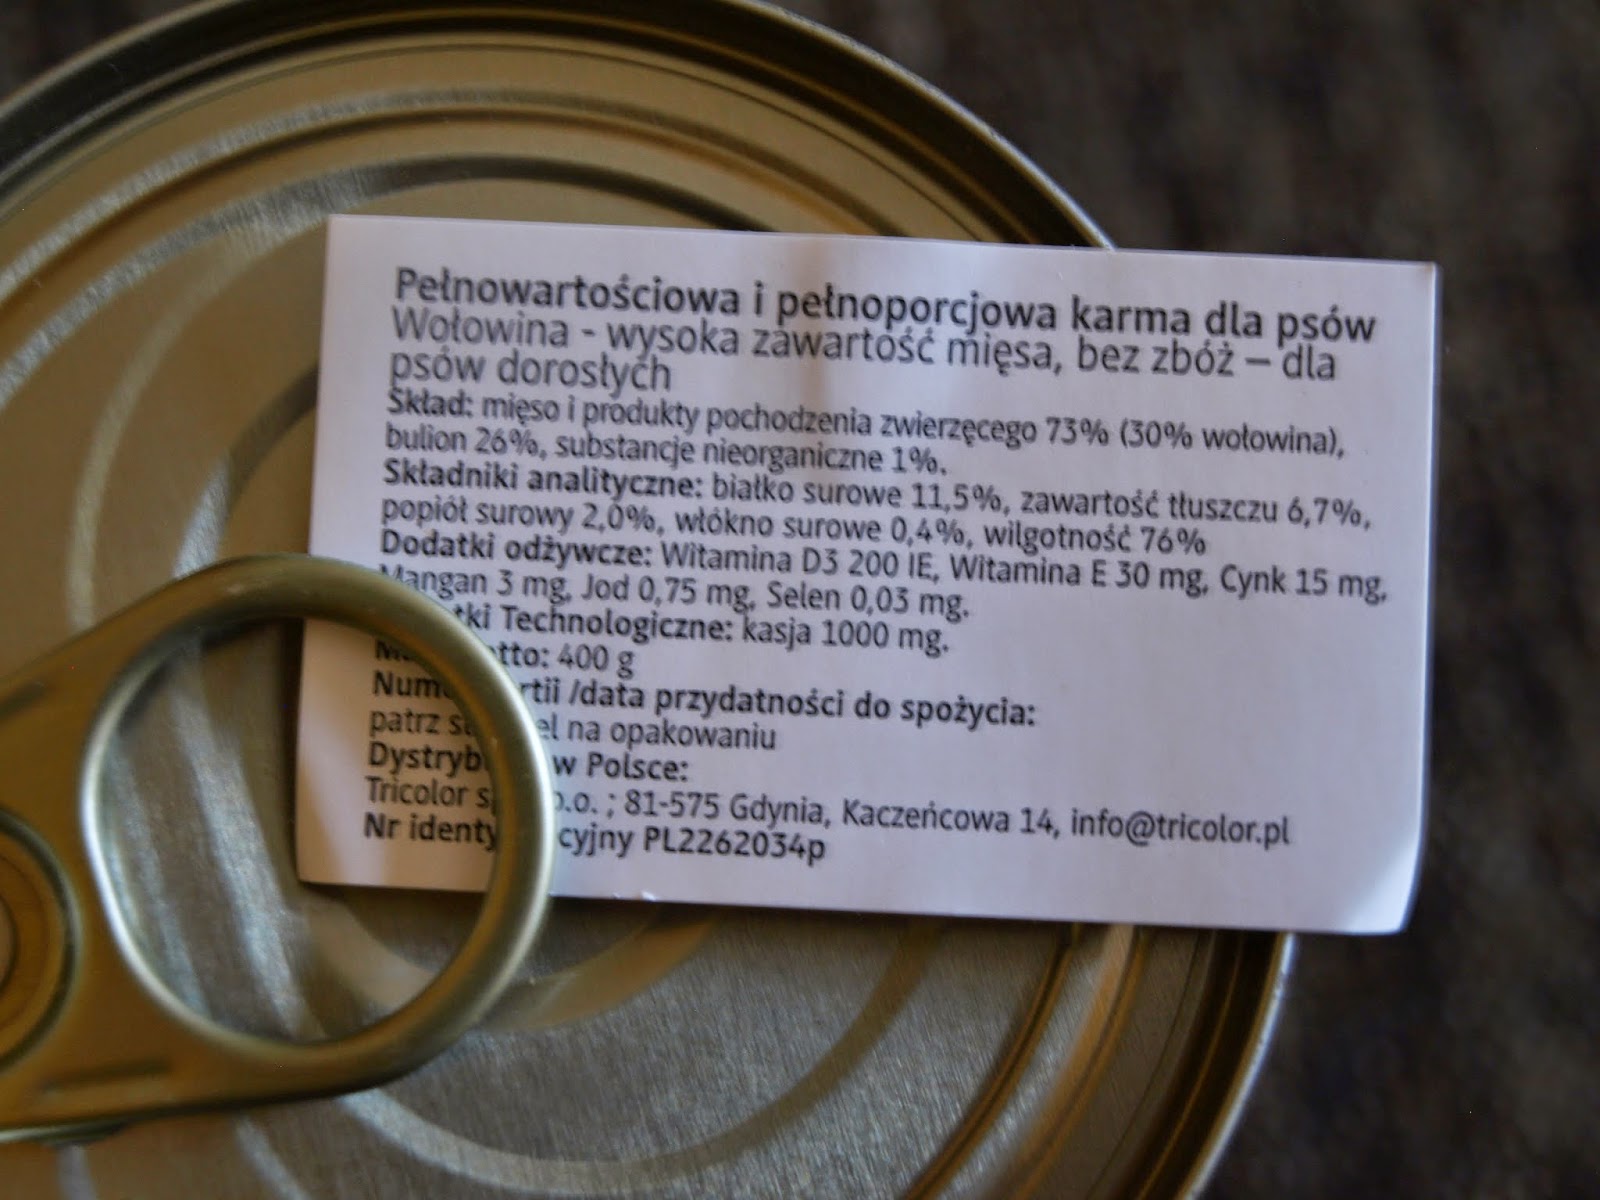 Pełnowartościowa i pełnoporcjowa karma dla psów
Wołowina - wysoka zawartość mięsa, bez zbóż – dla
psów dorosłych
Skład: mięso i produkty pochodzenia zwierzęcego 73% (30% wołowina),
bulion 26%, substancje nieorganiczne 1%.
Składniki analityczne: białko surowe 11,5%, zawartość tłuszczu 6,7%,
popiół surowy 2,0%, włókno surowe 0,4%, wilgotność 76%
Dodatki odżywcze: Witamina D3 200 IE, Witamina E 30 mg, Cynk 15 mg,
Mangan 3 mg, Jod 0,75 mg, Selen 0,03 mg.
Technologiczne: kasja 1000 mg.
400 g
/data przydatności do spożycia:
patrz na opakowaniu
w Polsce:
Tricolor ; 81-575 Gdynia, Kaczeńcowa 14, info@tricolor.pl
Nr PL2262034p